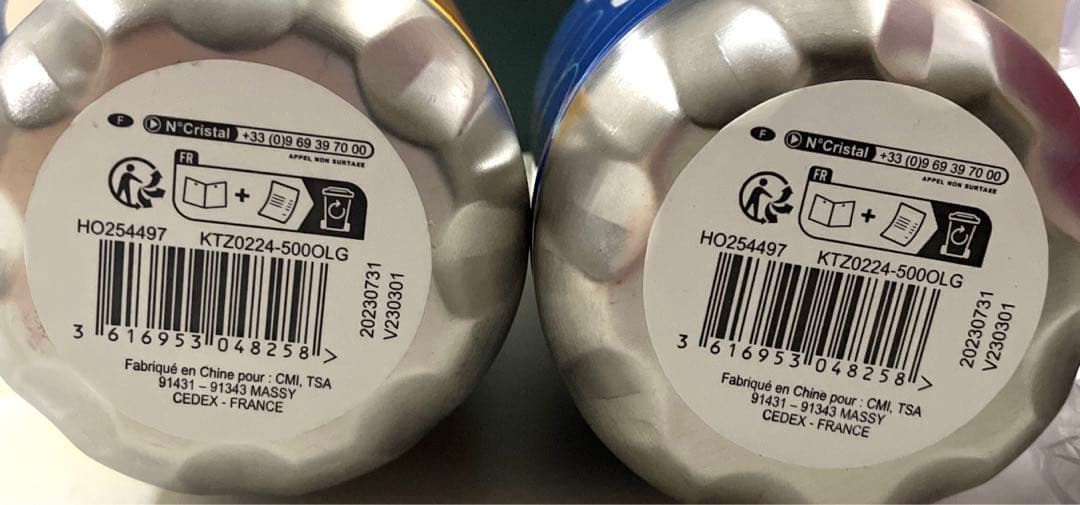 F N°Cristal +33 (0)9 69 39 70 00
APPEL NON SURTAXE
FR
+
HO254497 KTZ0224-500OLG
3 616953 048258 >
20230731
V230301
Fabriqué en Chine pour : CMI, TSA
91431 – 91343 MASSY
CEDEX - FRANCE
F N°Cristal +33 (0)9 69 39 70 00
APPEL NON SURTAXE
FR
+
HO254497 KTZ0224-500OLG
3 616953 048258 >
20230731
V230301
Fabriqué en Chine pour : CMI, TSA
91431 – 91343 MASSY
CEDEX - FRANCE